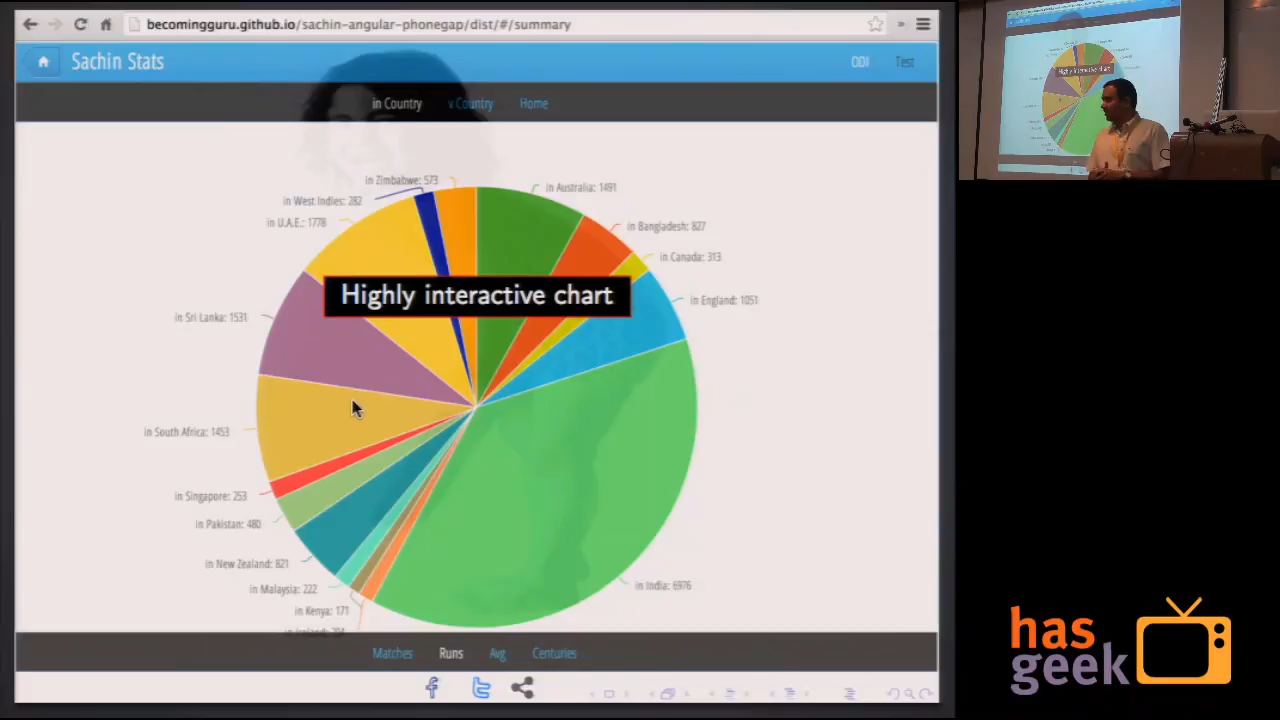 becomingguru.github.io/sachin-angular-phonegap/dist/#/summary
Sachin Stats
ODI
Test
in Country
v Country
Home
in Zimbabwe: 573
in West Indies: 282
in U.A.E.: 1778
in Sri Lanka: 1531
in South Africa: 1453
in Singapore: 253
in Pakistan: 480
in New Zealand: 821
in Malaysia: 222
in Kenya: 171
in Australia: 1491
in Bangladesh: 827
in Canada: 313
in England: 1051
in India: 6976
Highly interactive chart
Matches
Runs
Avg
Centuries
Highly interactive chart
has
geek